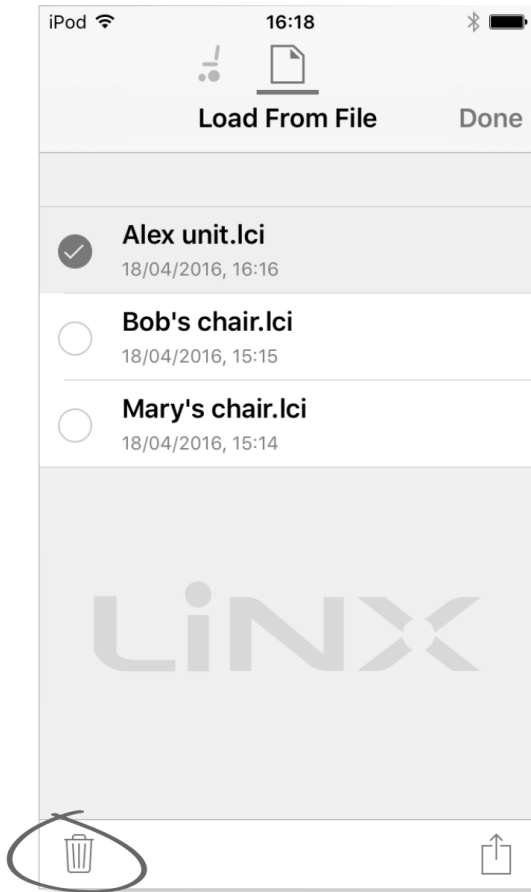 iPod 16:18
Load From File Done
Alex unit.lci
18/04/2016, 16:16
Bob's chair.lci
18/04/2016, 15:15
Mary's chair.lci
18/04/2016, 15:14
LiNX